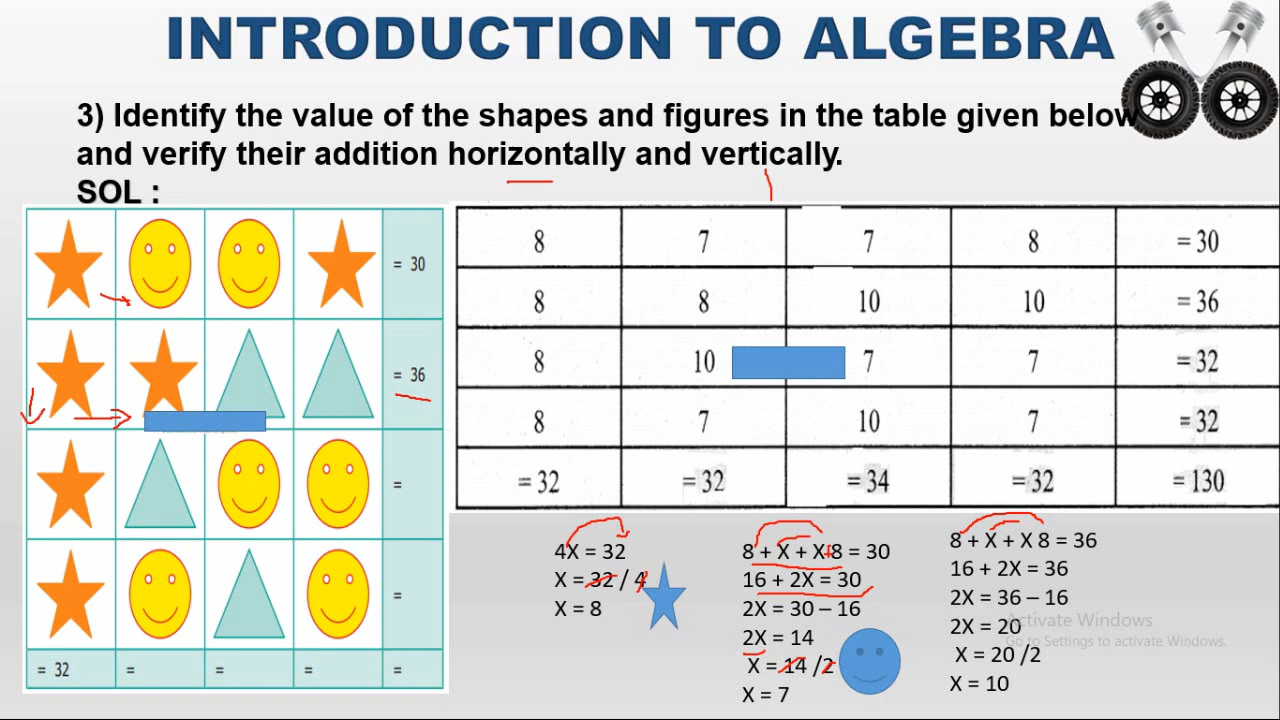 INTRODUCTION TO ALGEBRA
3) Identify the value of the shapes and figures in the table given below
and verify their addition horizontally and vertically.
SOL :
= 30
= 36
=
=
= 32 = = = =
8 7 7 8 = 30
8 8 10 10 = 36
8 10 7 7 = 32
8 7 10 7 = 32
= 32 = 32 = 34 = 32 = 130
4X = 32
X = 32 / 4
X = 8
8 + X + X+8 = 30
16 + 2X = 30
2X = 30 – 16
2X = 14
X = 14 /2
X = 7
8 + X + X 8 = 36
16 + 2X = 36
2X = 36 – 16
2X = 20
X = 20 /2
X = 10
Activate Windows
Go to Settings to activate Windows.